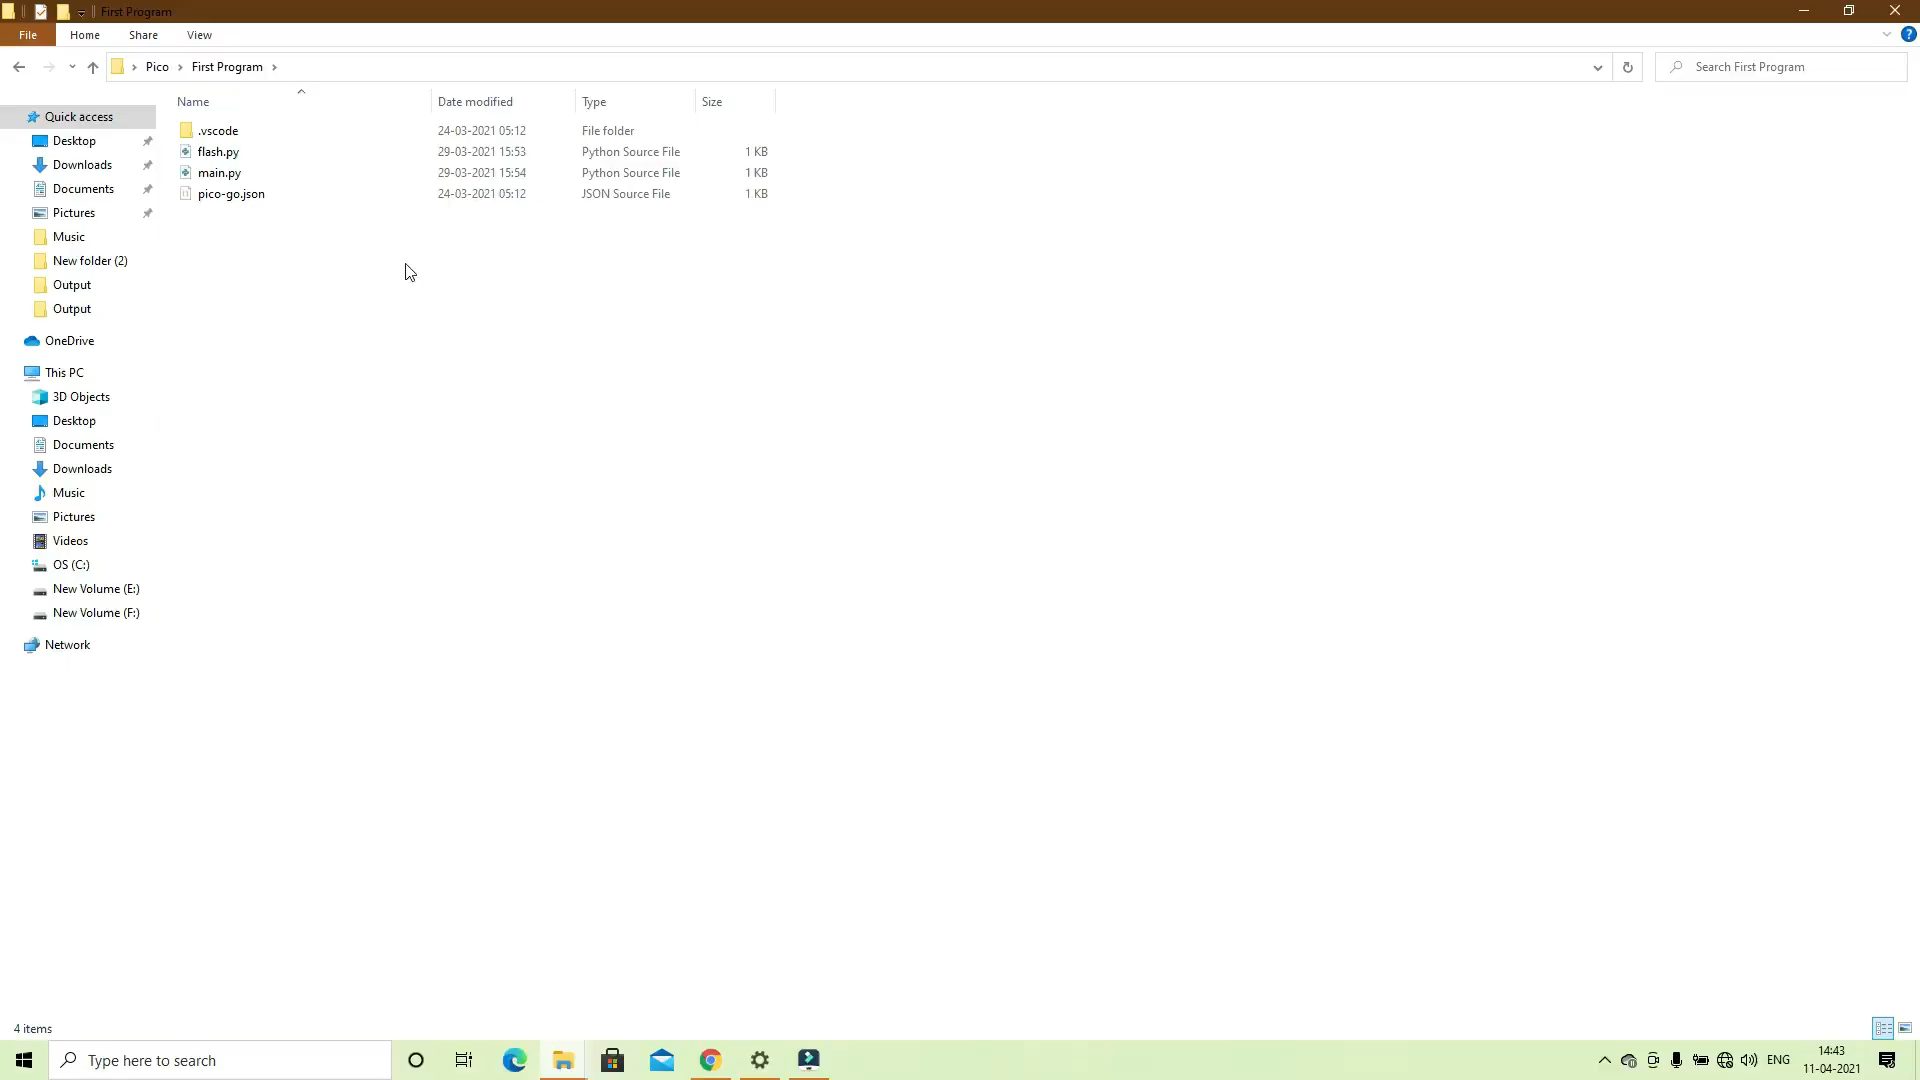 First Program
File Home Share View
Pico First Program Search First Program
Name Date modified Type Size
Quick access
.vscode 24-03-2021 05:12 File folder
Desktop
flash.py 29-03-2021 15:53 Python Source File 1 KB
Downloads
main.py 29-03-2021 15:54 Python Source File 1 KB
Documents
pico-go.json 24-03-2021 05:12 JSON Source File 1 KB
Pictures
Music
New folder (2)
Output
Output
OneDrive
This PC
3D Objects
Desktop
Documents
Downloads
Music
Pictures
Videos
OS (C:)
New Volume (E:)
New Volume (F:)
Network
4 items
Type here to search ENG 14:43
11-04-2021